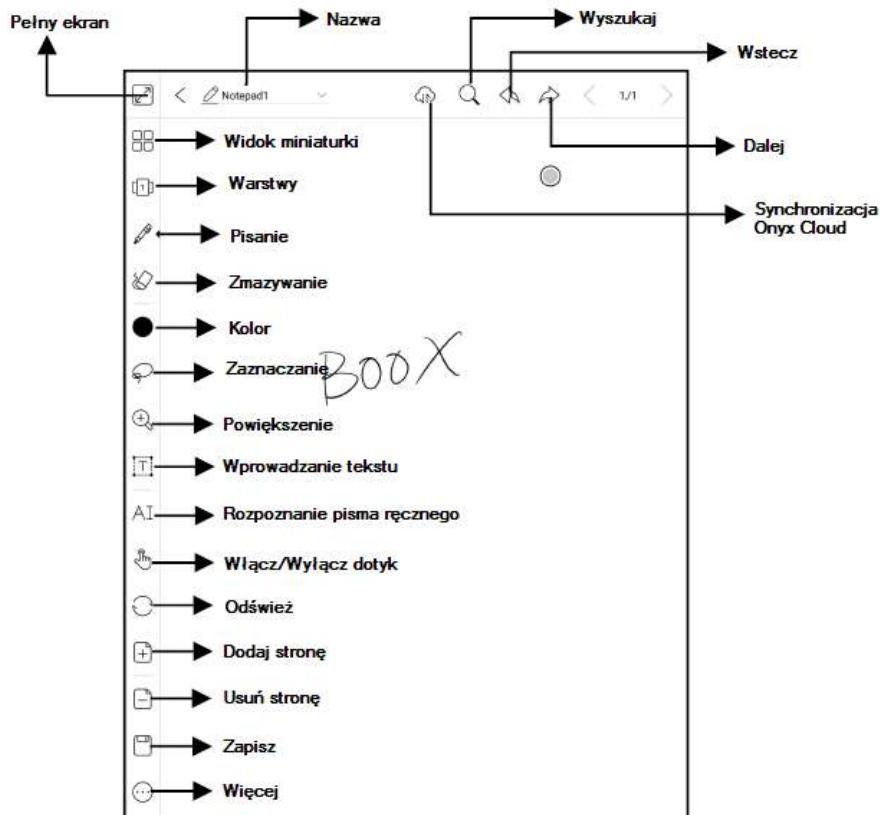 Pełny ekran
Nazwa
Wyszukaj
Wstecz
Notepad1
1/1
Widok miniaturki
Dalej
Warstwy
Synchronizacja
Onyx Cloud
Pisanie
Zmazywanie
Kolor
Zaznaczanie
BOOX
Powiększenie
T
Wprowadzanie tekstu
AI
Rozpoznanie pisma ręcznego
Włącz/Wyłącz dotyk
Odśwież
Dodaj stronę
Usuń stronę
Zapisz
Więcej